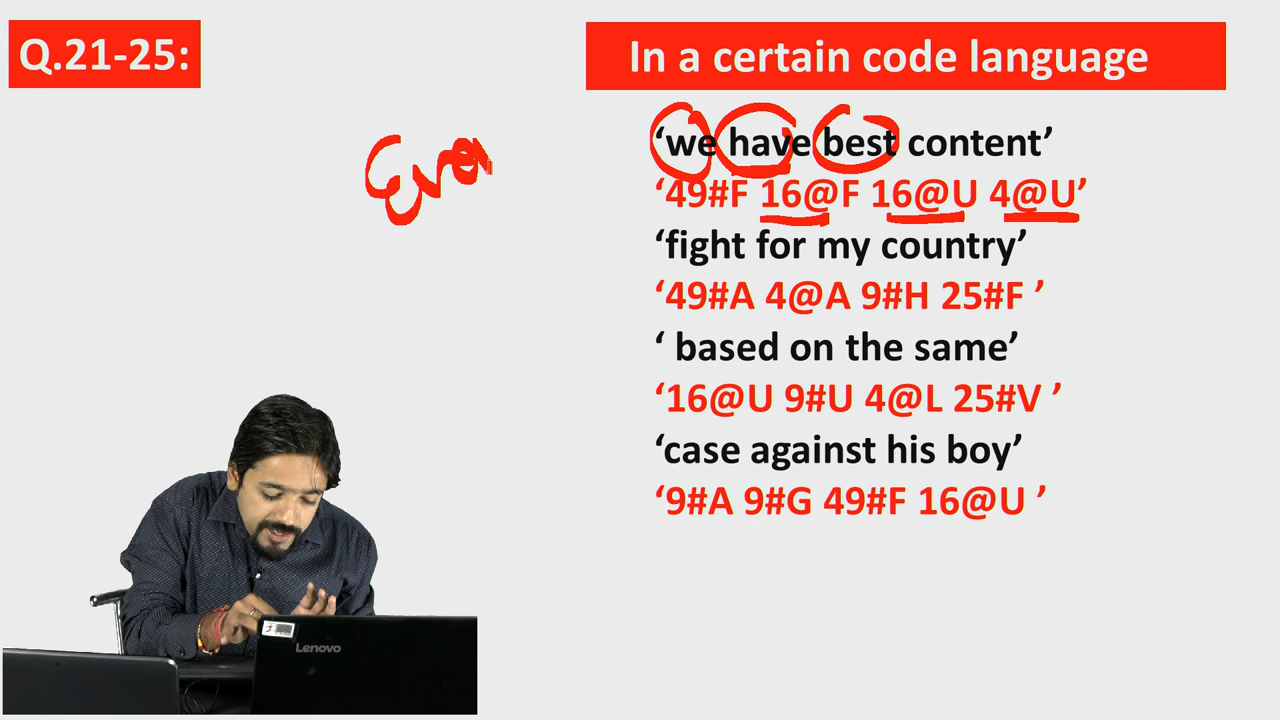 Q.21-25:
In a certain code language
‘we have best content’
‘49#F 16@F 16@U 4@U’
‘fight for my country’
‘49#A 4@A 9#H 25#F ’
‘ based on the same’
‘16@U 9#U 4@L 25#V ’
‘case against his boy’
‘9#A 9#G 49#F 16@U ’
Lenovo